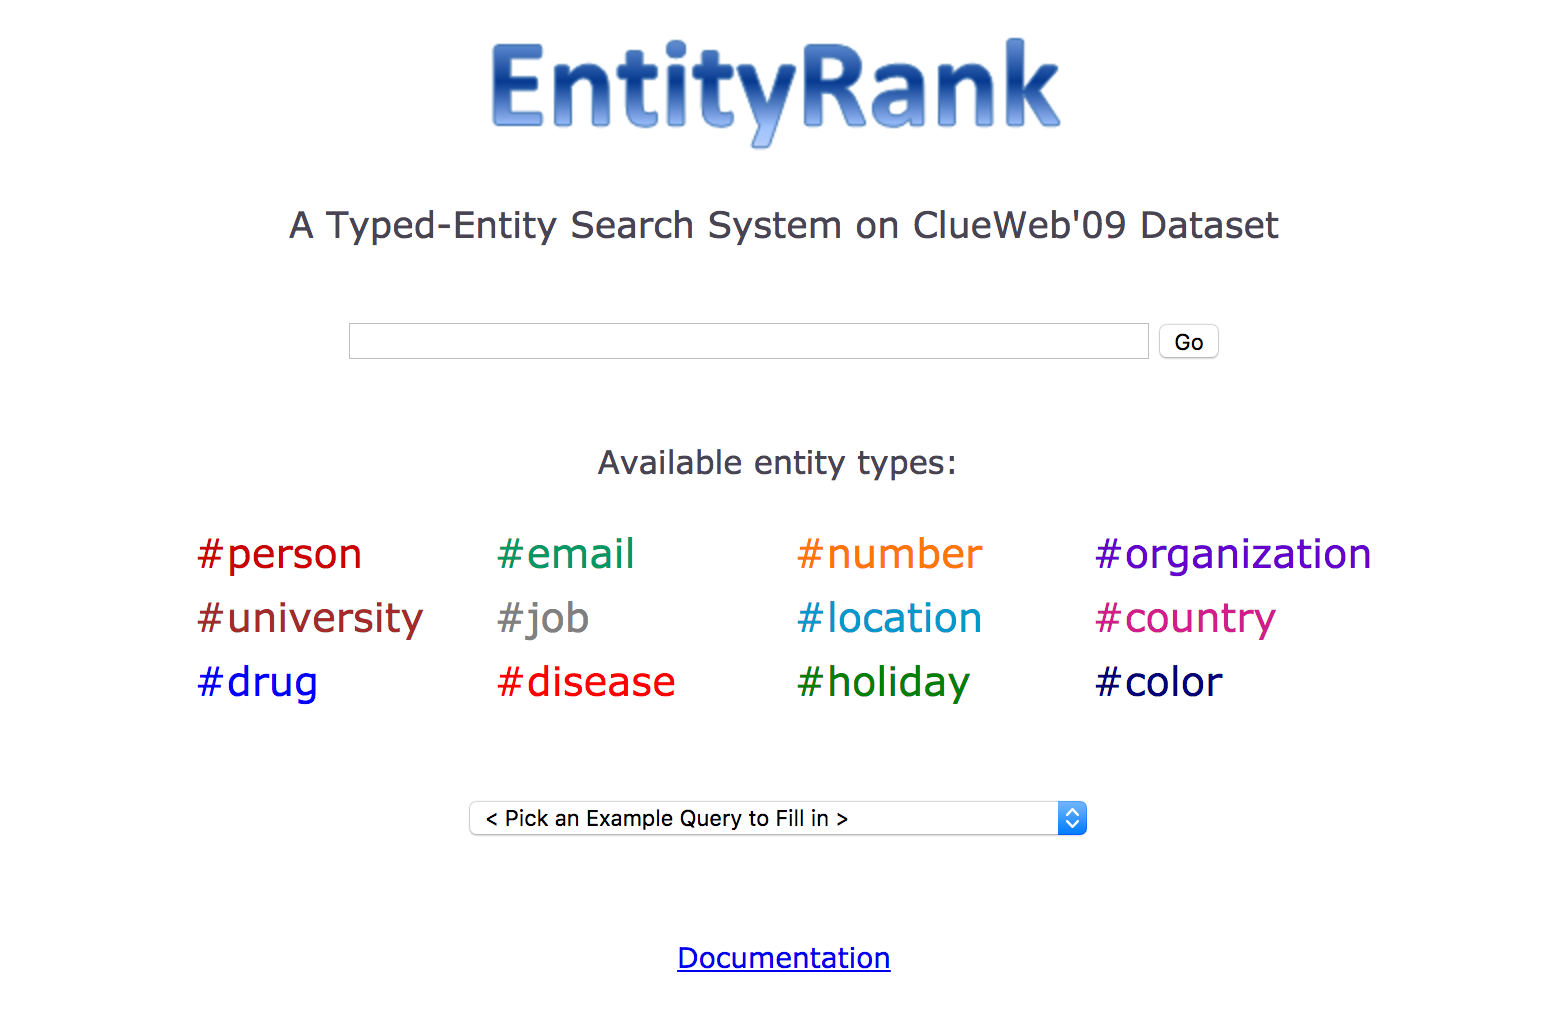 EntityRank
A Typed-Entity Search System on ClueWeb'09 Dataset
Go
Available entity types:
#person #email #number #organization
#university #job #location #country
#drug #disease #holiday #color
< Pick an Example Query to Fill in >
Documentation